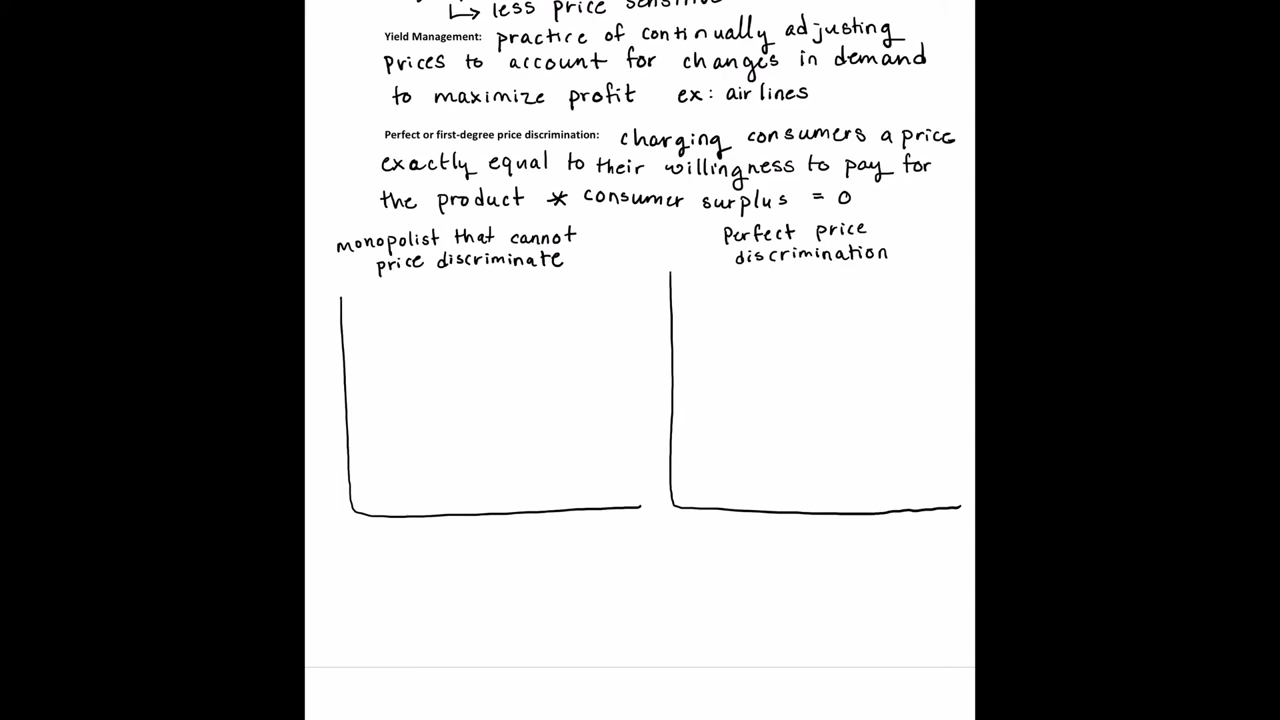 ↳ less price sensitive
Yield Management: practice of continually adjusting
prices to account for changes in demand
to maximize profit ex: airlines
Perfect or first-degree price discrimination: charging consumers a price
exactly equal to their willingness to pay for
the product * consumer surplus = 0
monopolist that cannot
price discriminate
Perfect price
discrimination